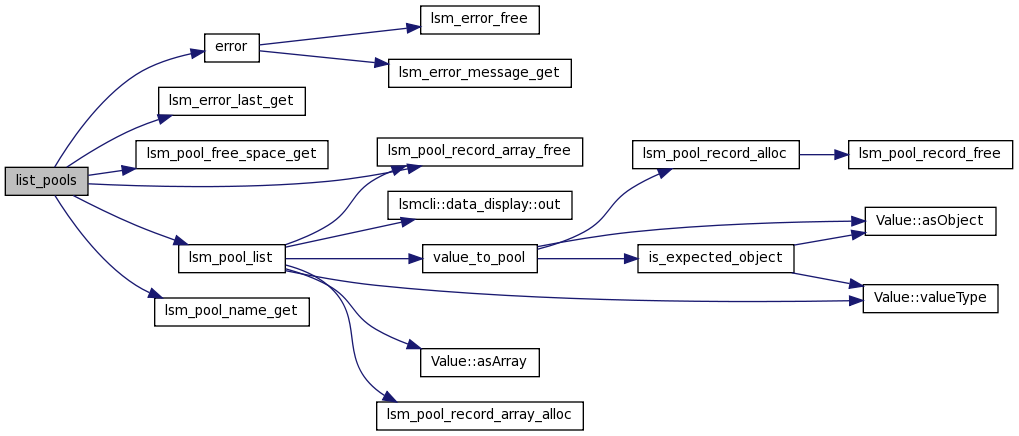 lsm_error_free
error
lsm_error_message_get
lsm_error_last_get
lsm_pool_free_space_get
lsm_pool_record_array_free
lsm_pool_record_alloc
lsm_pool_record_free
list_pools
lsmcli::data_display::out
Value::asObject
lsm_pool_list
value_to_pool
is_expected_object
Value::valueType
lsm_pool_name_get
Value::asArray
lsm_pool_record_array_alloc